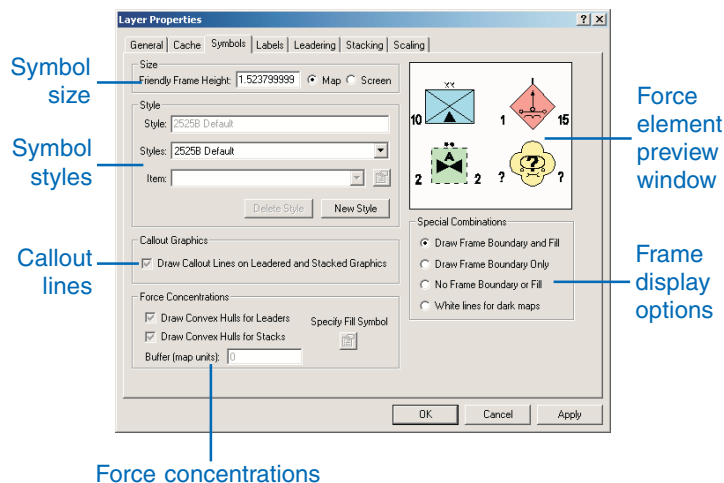 Layer Properties
General Cache Symbols Labels Leadering Stacking Scaling
Symbol
size
Size
Friendly Frame Height: 1.523799999 Map Screen
Symbol
styles
Style
Style: 2525B Default
Styles: 2525B Default
Item:
Delete Style New Style
Callout
lines
Callout Graphics
Draw Callout Lines on Leadered and Stacked Graphics
Force Concentrations
Draw Convex Hulls for Leaders
Draw Convex Hulls for Stacks
Specify Fill Symbol
Buffer (map units): 0
XX
10
I
1 15
A
2 2
? ? ?
Force
element
preview
window
Special Combinations
Draw Frame Boundary and Fill
Draw Frame Boundary Only
No Frame Boundary or Fill
White lines for dark maps
Frame
display
options
OK Cancel Apply
Force concentrations